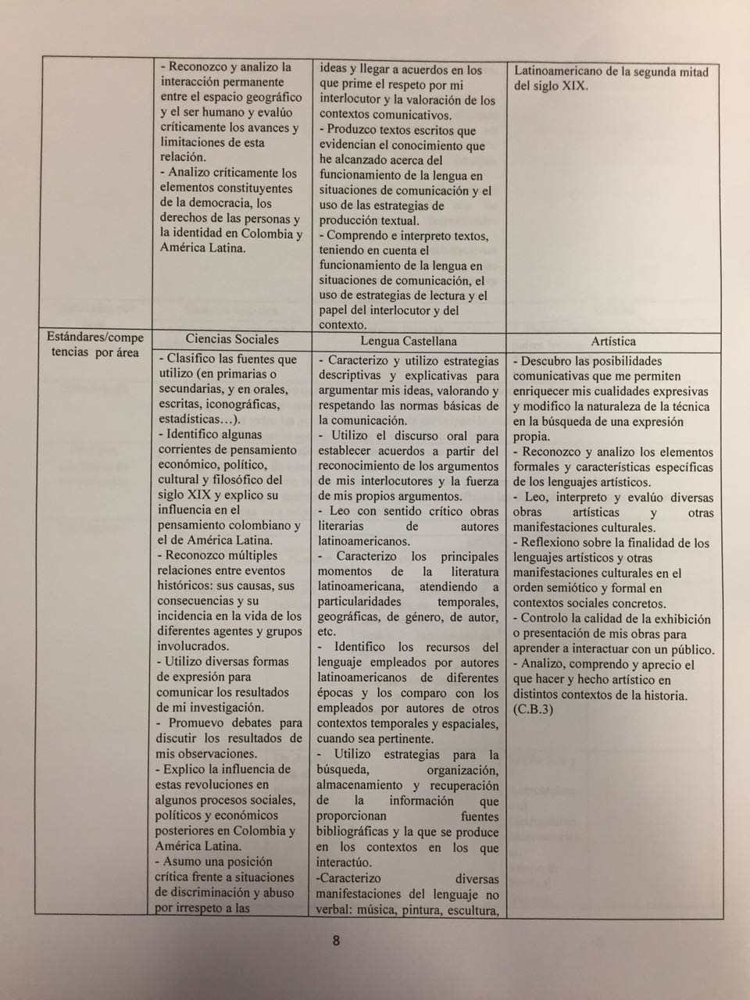 - Reconozco y analizo la
interacción permanente
entre el espacio geográfico
y el ser humano y evalúo
críticamente los avances y
limitaciones de esta
relación.
- Analizo críticamente los
elementos constituyentes
de la democracia, los
derechos de las personas y
la identidad en Colombia y
América Latina.
ideas y llegar a acuerdos en los
que prime el respeto por mi
interlocutor y la valoración de los
contextos comunicativos.
- Produzco textos escritos que
evidencian el conocimiento que
he alcanzado acerca del
funcionamiento de la lengua en
situaciones de comunicación y el
uso de las estrategias de
producción textual.
- Comprendo e interpreto textos,
teniendo en cuenta el
funcionamiento de la lengua en
situaciones de comunicación, el
uso de estrategias de lectura y el
papel del interlocutor y del
contexto.
Latinoamericano de la segunda mitad
del siglo XIX.
Estándares/compe
tencias por área
Ciencias Sociales
- Clasifico las fuentes que
utilizo (en primarias o
secundarias, y en orales,
escritas, iconográficas,
estadísticas...).
- Identifico algunas
corrientes de pensamiento
económico, político,
cultural y filosófico del
siglo XIX y explico su
influencia en el
pensamiento colombiano y
el de América Latina.
- Reconozco múltiples
relaciones entre eventos
históricos: sus causas, sus
consecuencias y su
incidencia en la vida de los
diferentes agentes y grupos
involucrados.
- Utilizo diversas formas
de expresión para
comunicar los resultados
de mi investigación.
- Promuevo debates para
discutir los resultados de
mis observaciones.
- Explico la influencia de
estas revoluciones en
algunos procesos sociales,
políticos y económicos
posteriores en Colombia y
América Latina.
- Asumo una posición
crítica frente a situaciones
de discriminación y abuso
por irrespeto a las
Lengua Castellana
- Caracterizo y utilizo estrategias
descriptivas y explicativas para
argumentar mis ideas, valorando y
respetando las normas básicas de
la comunicación.
- Utilizo el discurso oral para
establecer acuerdos a partir del
reconocimiento de los argumentos
de mis interlocutores y la fuerza
de mis propios argumentos.
- Leo con sentido crítico obras
literarias de autores
latinoamericanos.
- Caracterizo los principales
momentos de la literatura
latinoamericana, atendiendo a
particularidades temporales,
geográficas, de género, de autor,
etc.
- Identifico los recursos del
lenguaje empleados por autores
latinoamericanos de diferentes
épocas y los comparo con los
empleados por autores de otros
contextos temporales y espaciales,
cuando sea pertinente.
- Utilizo estrategias para la
búsqueda, organización,
almacenamiento y recuperación
de la información que
proporcionan fuentes
bibliográficas y la que se produce
en los contextos en los que
interactúo.
-Caracterizo diversas
manifestaciones del lenguaje no
verbal: música, pintura, escultura,
Artística
- Descubro las posibilidades
comunicativas que me permiten
enriquecer mis cualidades expresivas
y modifico la naturaleza de la técnica
en la búsqueda de una expresión
propia.
- Reconozco y analizo los elementos
formales y características específicas
de los lenguajes artísticos.
- Leo, interpreto y evalúo diversas
obras artísticas y otras
manifestaciones culturales.
- Reflexiono sobre la finalidad de los
lenguajes artísticos y otras
manifestaciones culturales en el
orden semiótico y formal en
contextos sociales concretos.
- Controlo la calidad de la exhibición
o presentación de mis obras para
aprender a interactuar con un público.
- Analizo, comprendo y aprecio el
que hacer y hecho artístico en
distintos contextos de la historia.
(C.B.3)
8